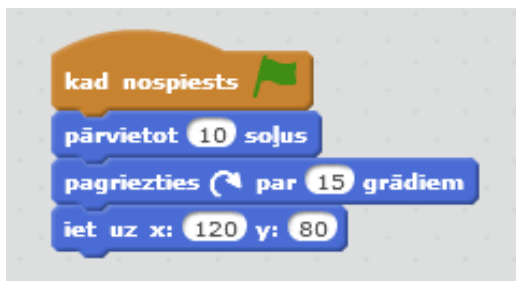 kad nospiests
pārvietot 10 soļus
pagriezties par 15 grādiem
iet uz x: 120 y: 80